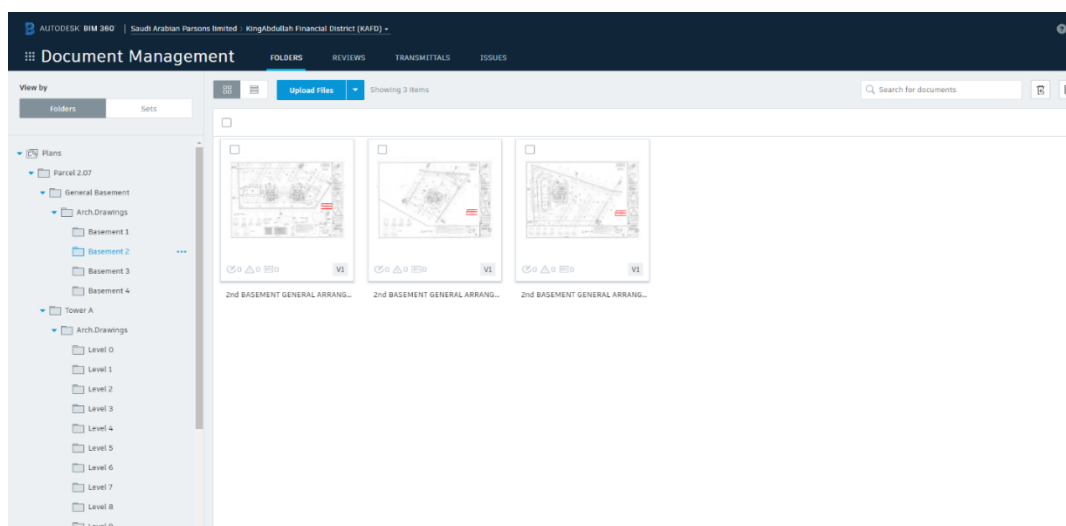 AUTODESK BIM 360 | Saudi Arabian Parsons limited › KingAbdullah Financial District (KAFD)
Document Management
FOLDERS REVIEWS TRANSMITTALS ISSUES
View by
Folders Sets
Upload Files
Showing 3 Items
Search for documents
Plans
Parcel 2.07
General Basement
Arch.Drawings
Basement 1
Basement 2
Basement 3
Basement 4
Tower A
Arch.Drawings
Level 0
Level 1
Level 2
Level 3
Level 4
Level 5
Level 6
Level 7
Level 8
0 0 0 V1
0 0 0 V1
0 0 0 V1
2nd BASEMENT GENERAL ARRANG...
2nd BASEMENT GENERAL ARRANG...
2nd BASEMENT GENERAL ARRANG...